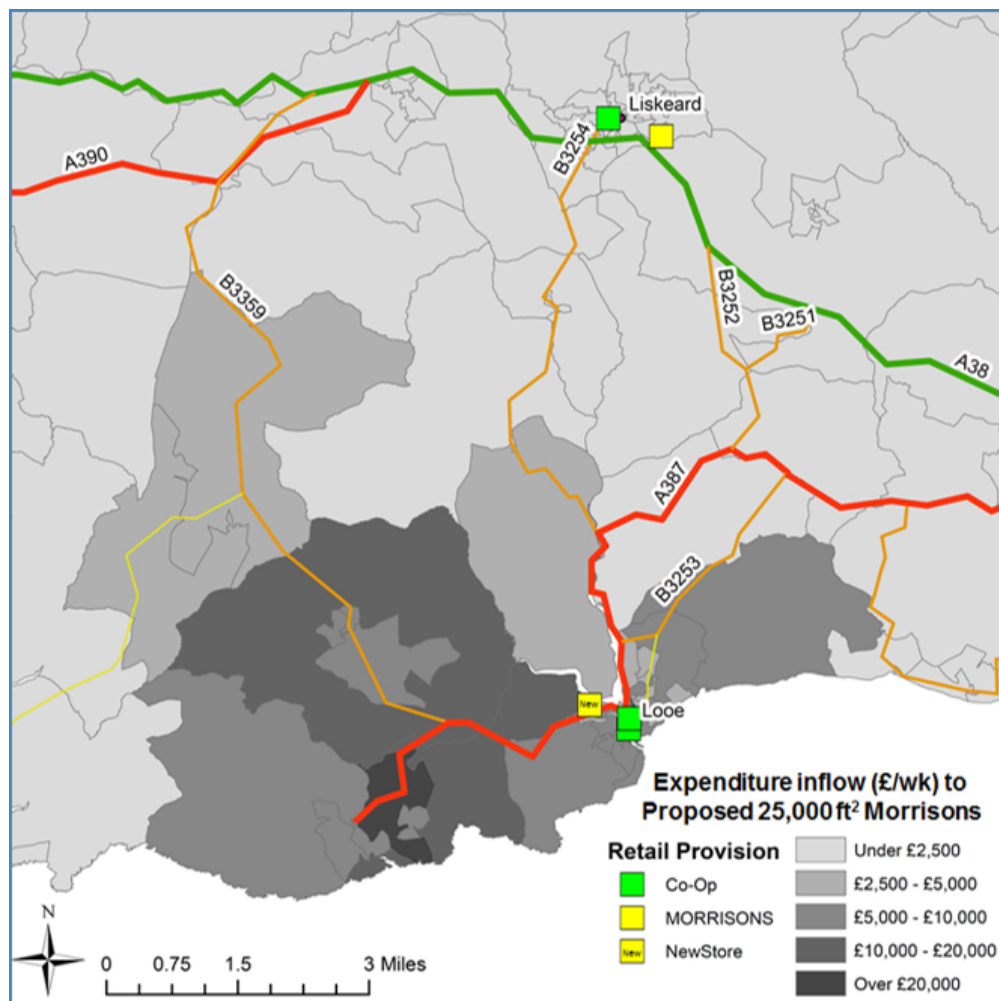 Liskeard
B3254
A390
B3359
B3252
B3251
A38
A387
B3253
New
Looe
Expenditure inflow (£/wk) to
Proposed 25,000 ft² Morrisons
Retail Provision
Co-Op
MORRISONS
New NewStore
Under £2,500
£2,500 - £5,000
£5,000 - £10,000
£10,000 - £20,000
Over £20,000
N
0 0.75 1.5 3 Miles